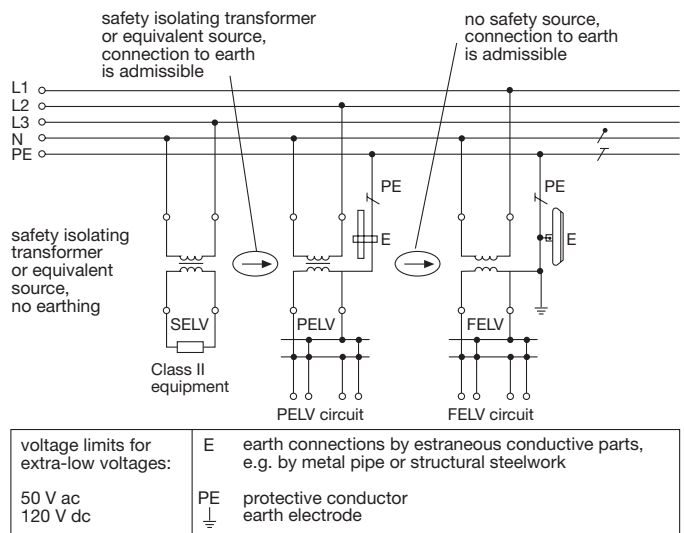 safety isolating transformer
or equivalent source,
connection to earth
is admissible
no safety source,
connection to earth
is admissible
L1
L2
L3
N
PE
PE
PE
E
E
safety isolating
transformer
or equivalent
source,
no earthing
SELV
PELV
FELV
Class II
equipment
PELV circuit
FELV circuit
voltage limits for
extra-low voltages:
50 V ac
120 V dc
E earth connections by estraneous conductive parts,
e.g. by metal pipe or structural steelwork
PE protective conductor
earth electrode